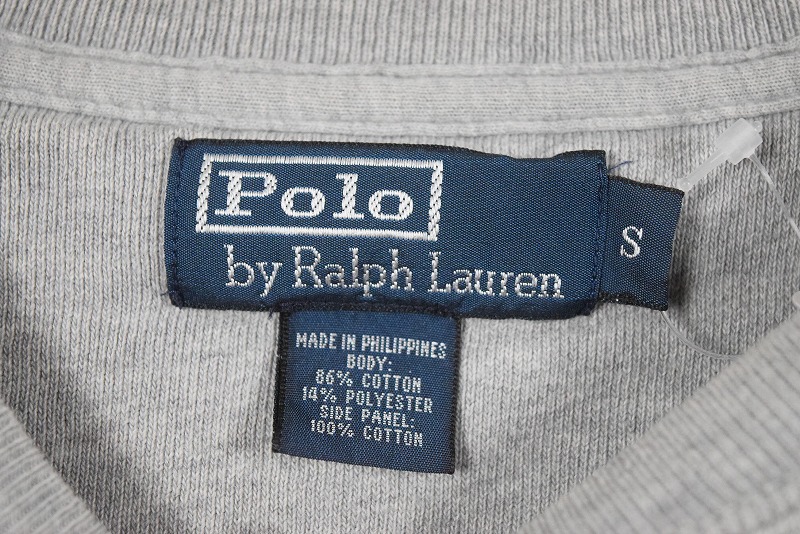 Polo
by Ralph Lauren
S
MADE IN PHILIPPINES
BODY:
86% COTTON
14% POLYESTER
SIDE PANEL:
100% COTTON